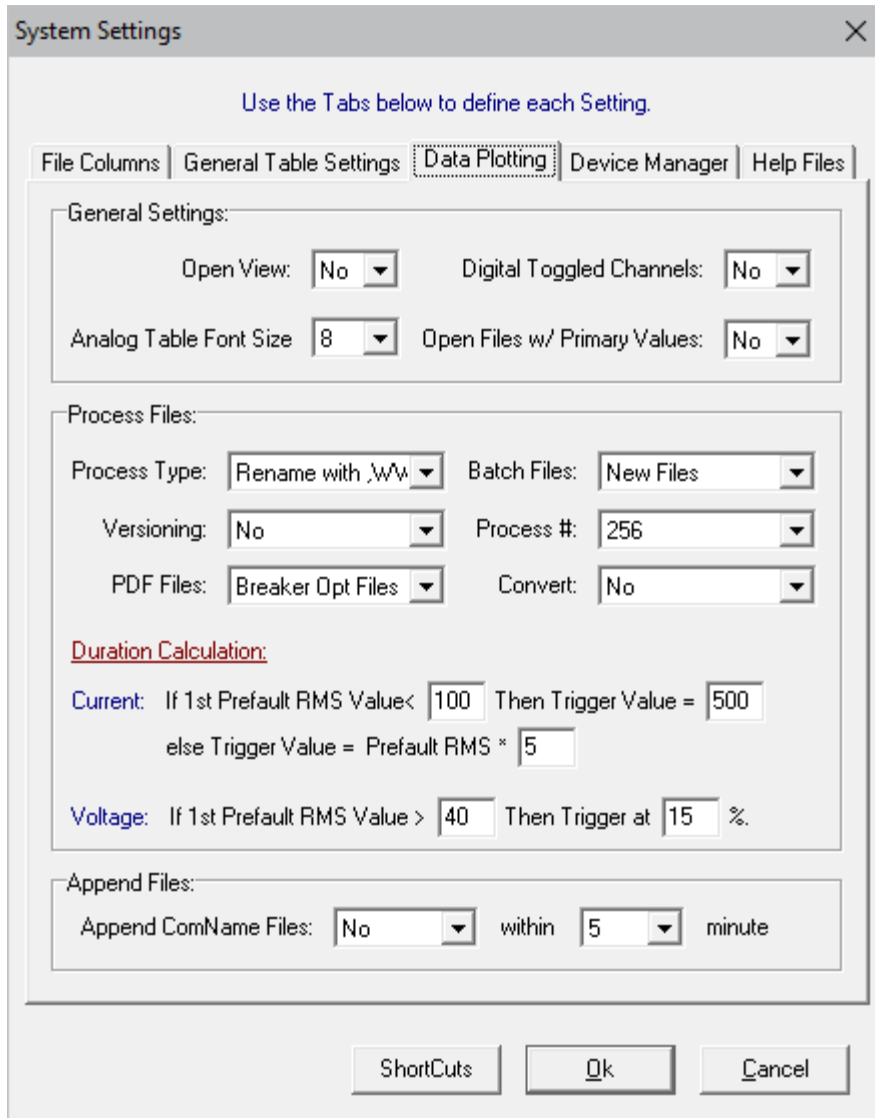 System Settings
Use the Tabs below to define each Setting.
File Columns General Table Settings Data Plotting Device Manager Help Files
General Settings:
Open View: No Digital Toggled Channels: No
Analog Table Font Size 8 Open Files w/ Primary Values: No
Process Files:
Process Type: Rename with Batch Files: New Files
Versioning: No Process #: 256
PDF Files: Breaker Opt Files Convert: No
Duration Calculation:
Current: If 1st Prefault RMS Value< 100 Then Trigger Value = 500
else Trigger Value = Prefault RMS * 5
Voltage: If 1st Prefault RMS Value > 40 Then Trigger at 15 %.
Append Files:
Append ComName Files: No within 5 minute
ShortCuts Ok Cancel